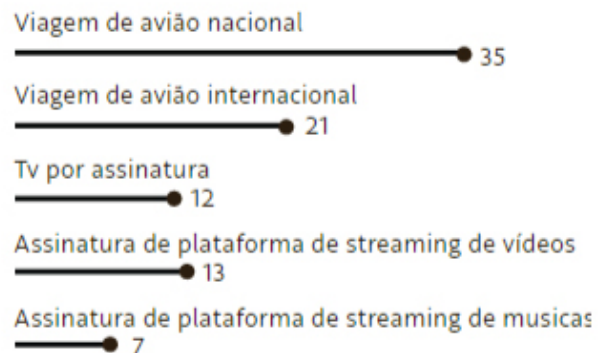 Viagem de avião nacional
35
Viagem de avião internacional
21
Tv por assinatura
12
Assinatura de plataforma de streaming de vídeos
13
Assinatura de plataforma de streaming de musicas
7